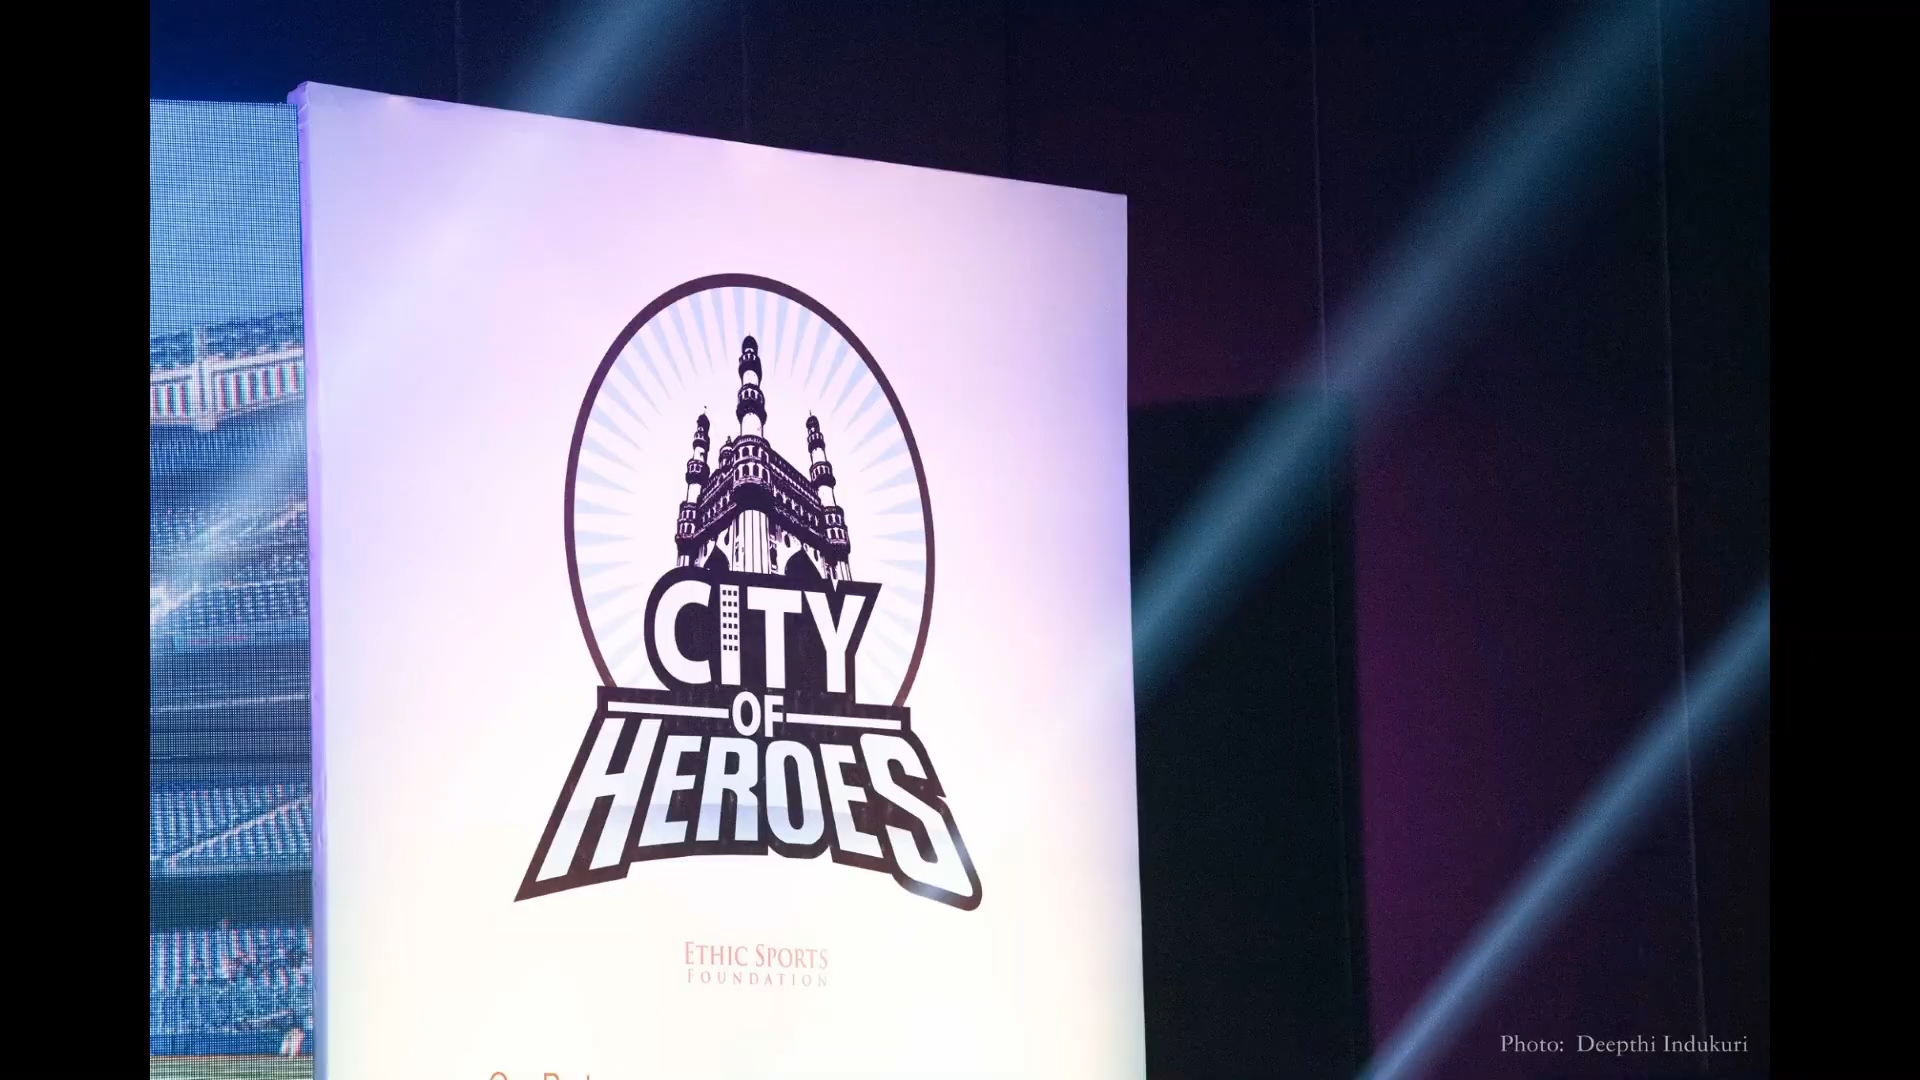 CITY
OF
HEROES
ETHIC SPORTS
FOUNDATION
Photo: Deepthi Indukuri